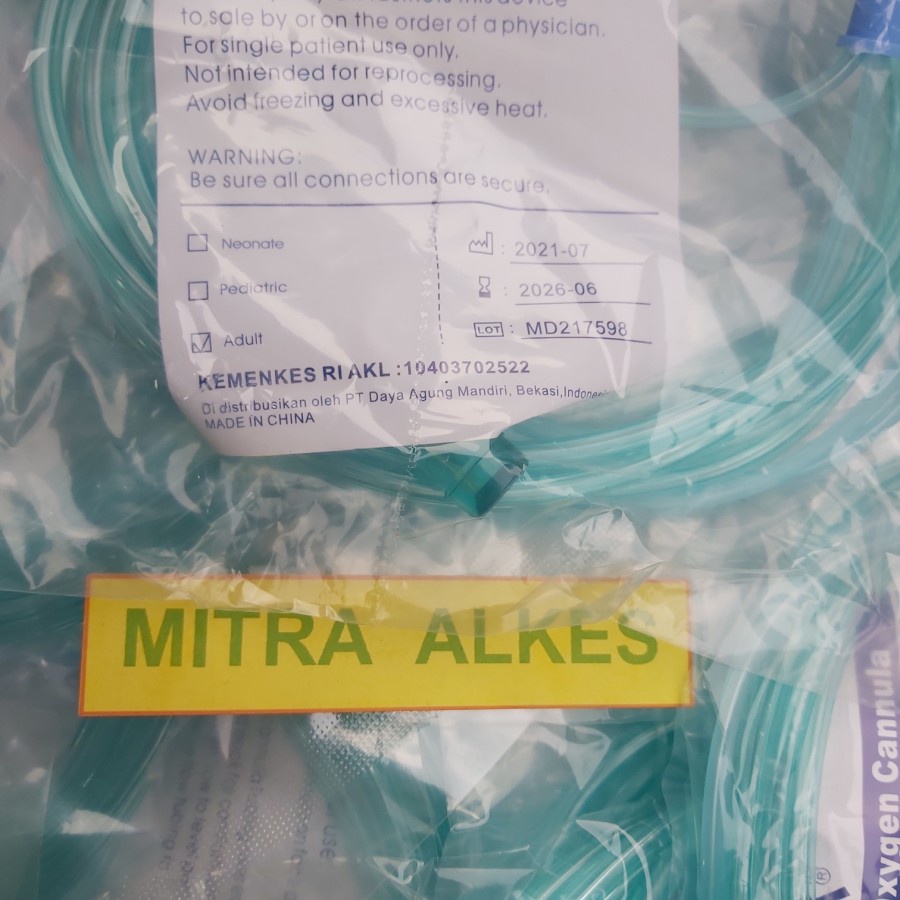 to sale by or on the order of a physician.
For single patient use only.
Not intended for reprocessing.
Avoid freezing and excessive heat.
WARNING:
Be sure all connections are secure.
Neonate
: 2021-07
Pediatric
: 2026-06
Adult
LOT : MD217598
KEMENKES RI AKL :10403702522
Di distribusikan oleh PT Daya Agung Mandiri, Bekasi,
MADE IN CHINA
MITRA ALKES
Cannula
use
®